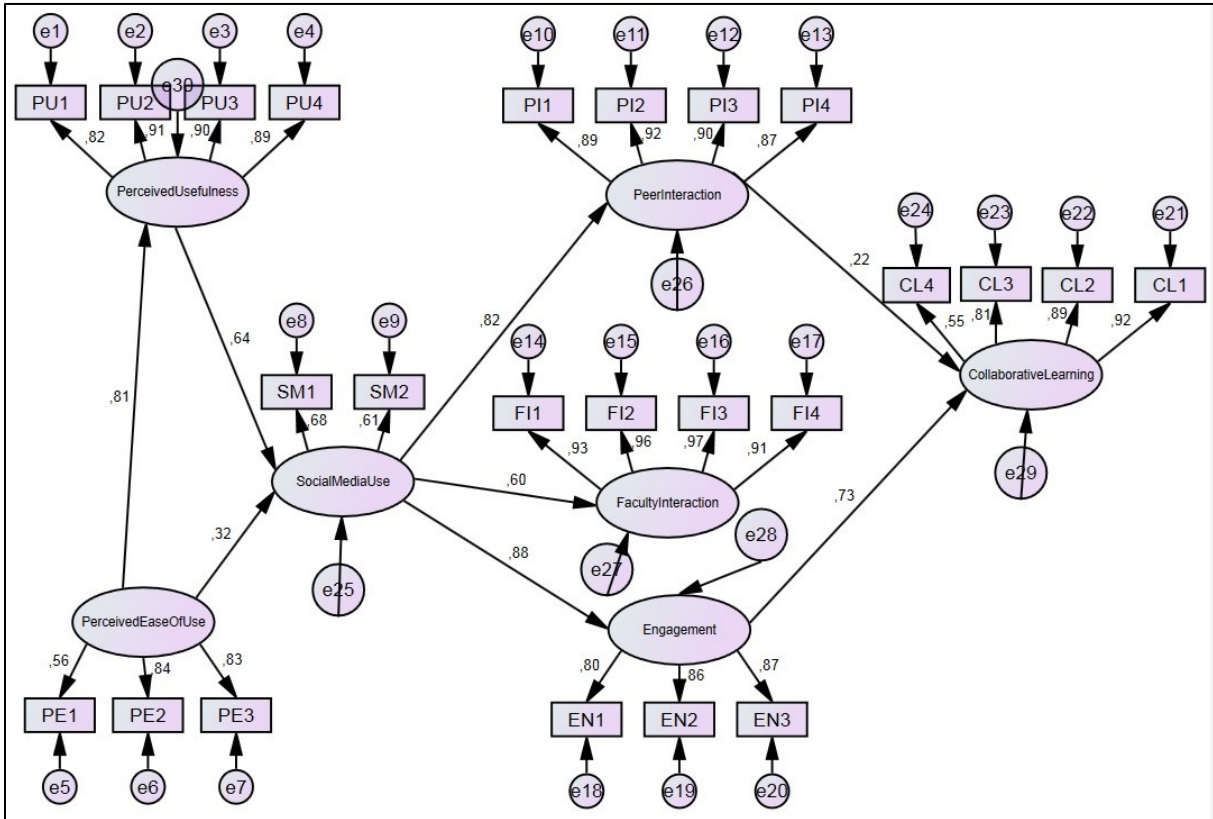 e1 e2 e3 e4
e30
PU1 PU2 PU3 PU4
,82 ,91 ,90 ,89
PerceivedUsefulness
e10 e11 e12 e13
PI1 PI2 PI3 PI4
,89 ,92 ,90 ,87
PeerInteraction
e26
e24 e23 e22 e21
CL4 CL3 CL2 CL1
,55 ,81 ,89 ,92
CollaborativeLearning
e29
,22
,64
,81
,82
e8 e9
SM1 SM2
,68 ,61
SocialMediaUse
e25
e14 e15 e16 e17
FI1 FI2 FI3 FI4
,93 ,96 ,97 ,91
FacultyInteraction
e27
e28
,60
,73
,32
,88
PerceivedEaseOfUse
,56 ,84 ,83
PE1 PE2 PE3
e5 e6 e7
Engagement
,80 ,86 ,87
EN1 EN2 EN3
e18 e19 e20